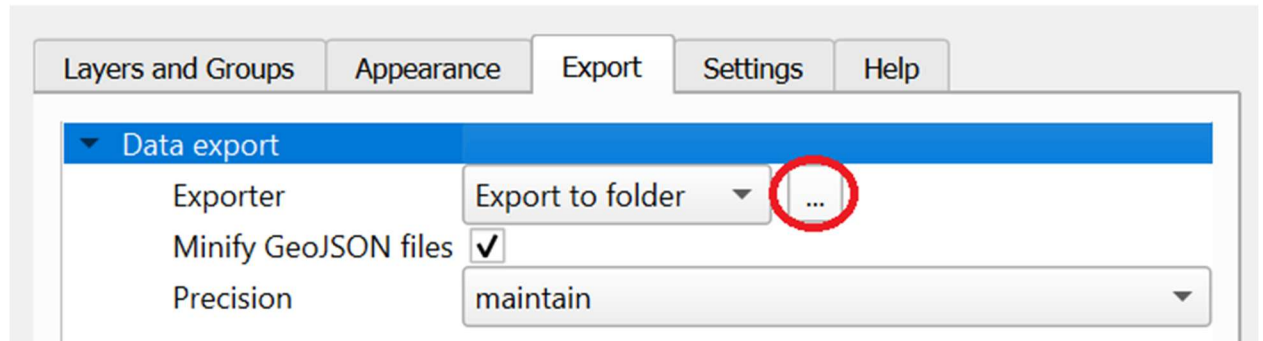 Layers and Groups Appearance Export Settings Help
Data export
Exporter Export to folder ...
Minify GeoJSON files
Precision maintain